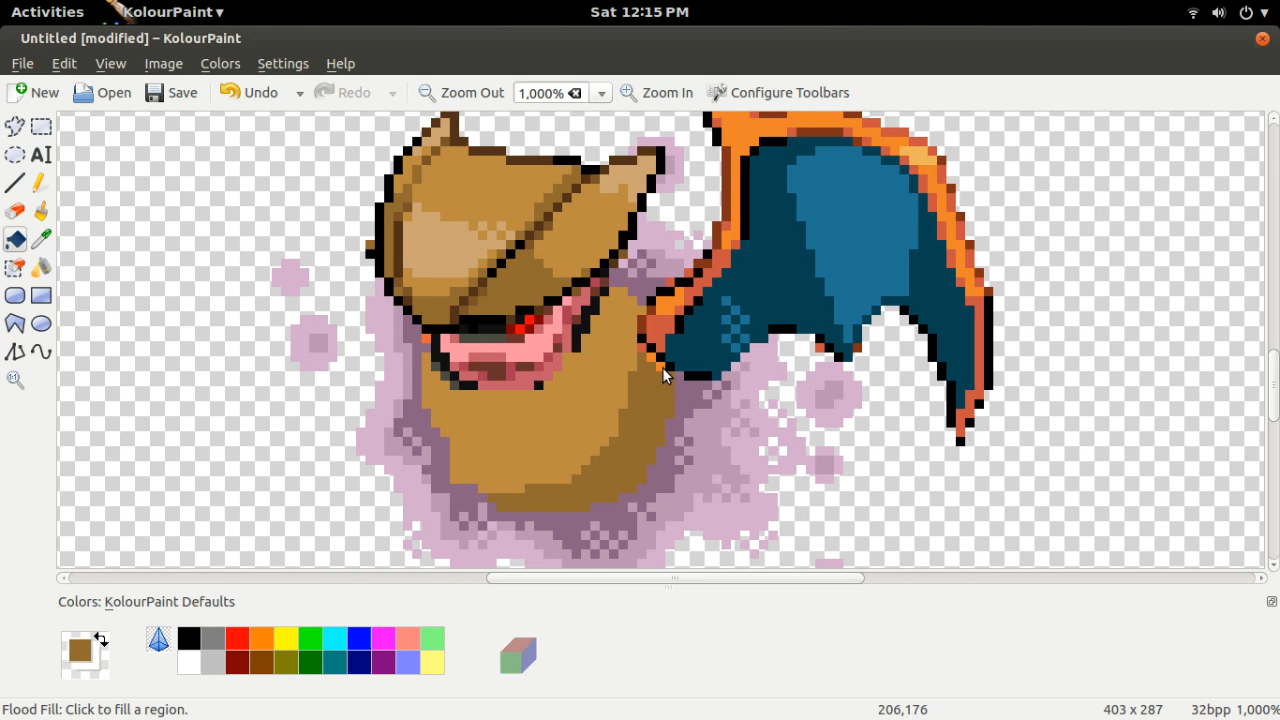 Activities KolourPaint ▾ Sat 12:15 PM
Untitled [modified] – KolourPaint
File Edit View Image Colors Settings Help
New Open Save Undo Redo Zoom Out 1,000% Zoom In Configure Toolbars
A
Colors: KolourPaint Defaults
Flood Fill: Click to fill a region. 206,176 403 x 287 32bpp 1,000%